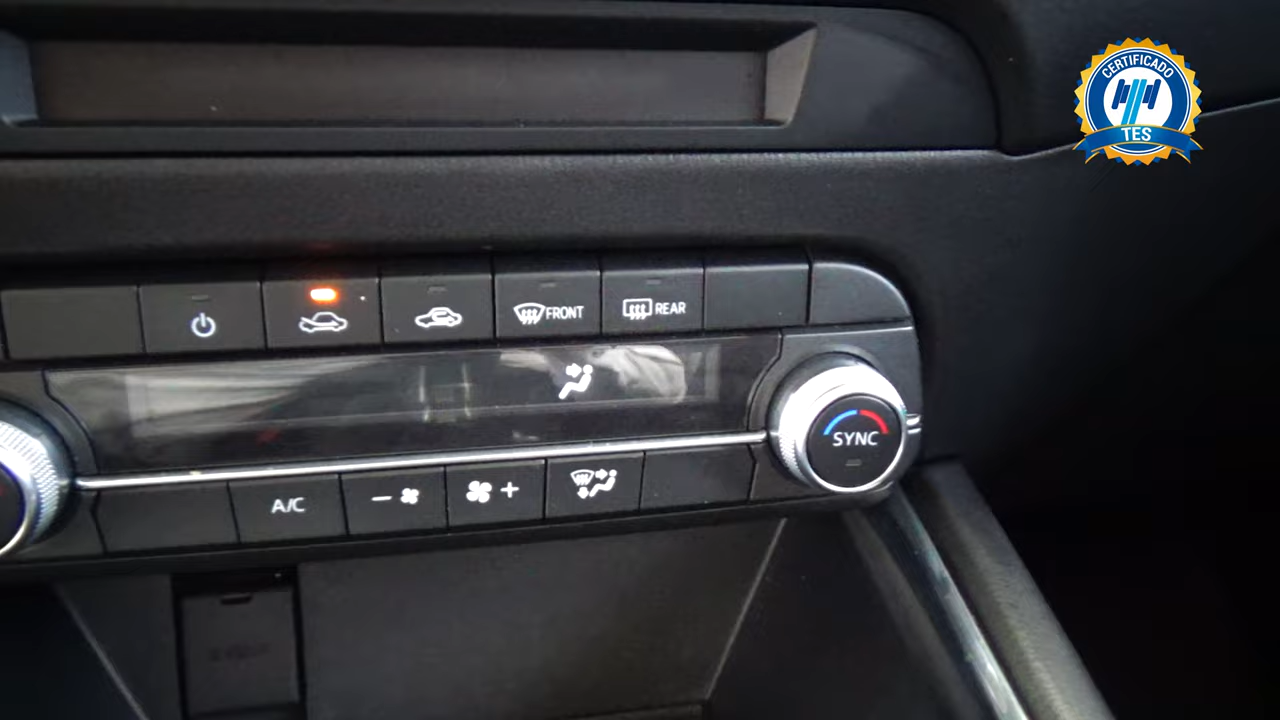 CERTIFICADO
TES
FRONT
REAR
SYNC
A/C
- +